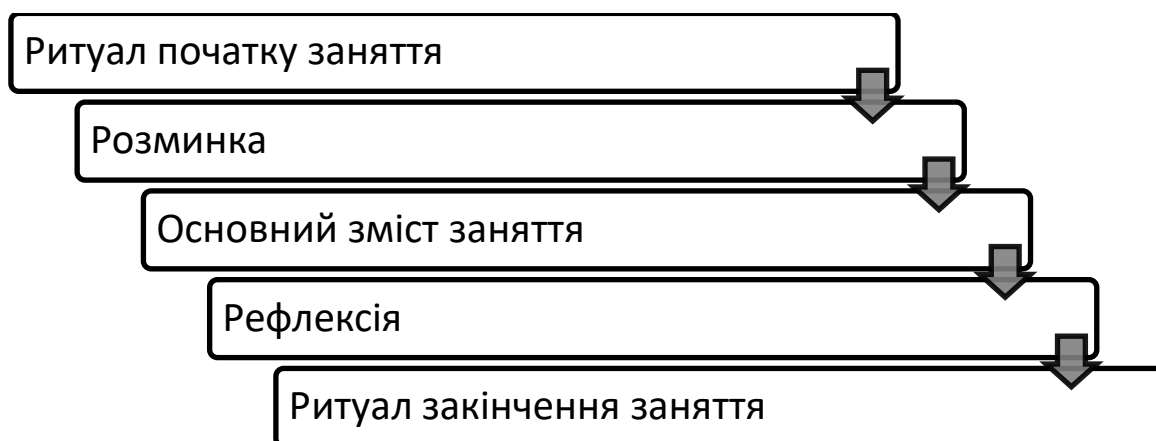 Ритуал початку заняття
Розминка
Основний зміст заняття
Рефлексія
Ритуал закінчення заняття